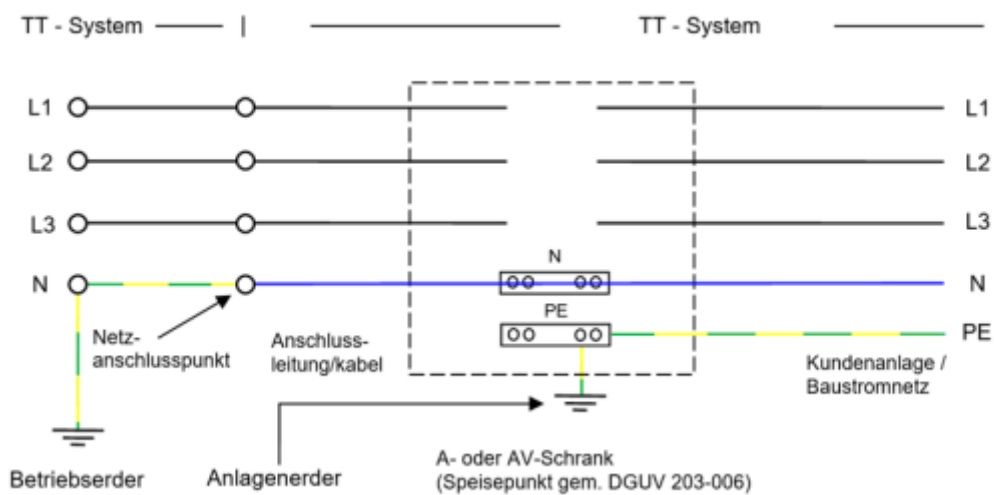 TT - System
TT - System
L1
L1
L2
L2
L3
L3
N
N
N
PE
PE
Netz-
anschlusspunkt
Anschluss-
leitung/kabel
Kundenanlage /
Baustromnetz
Betriebserder
Anlagenerder
A- oder AV-Schrank
(Speisepunkt gem. DGUV 203-006)